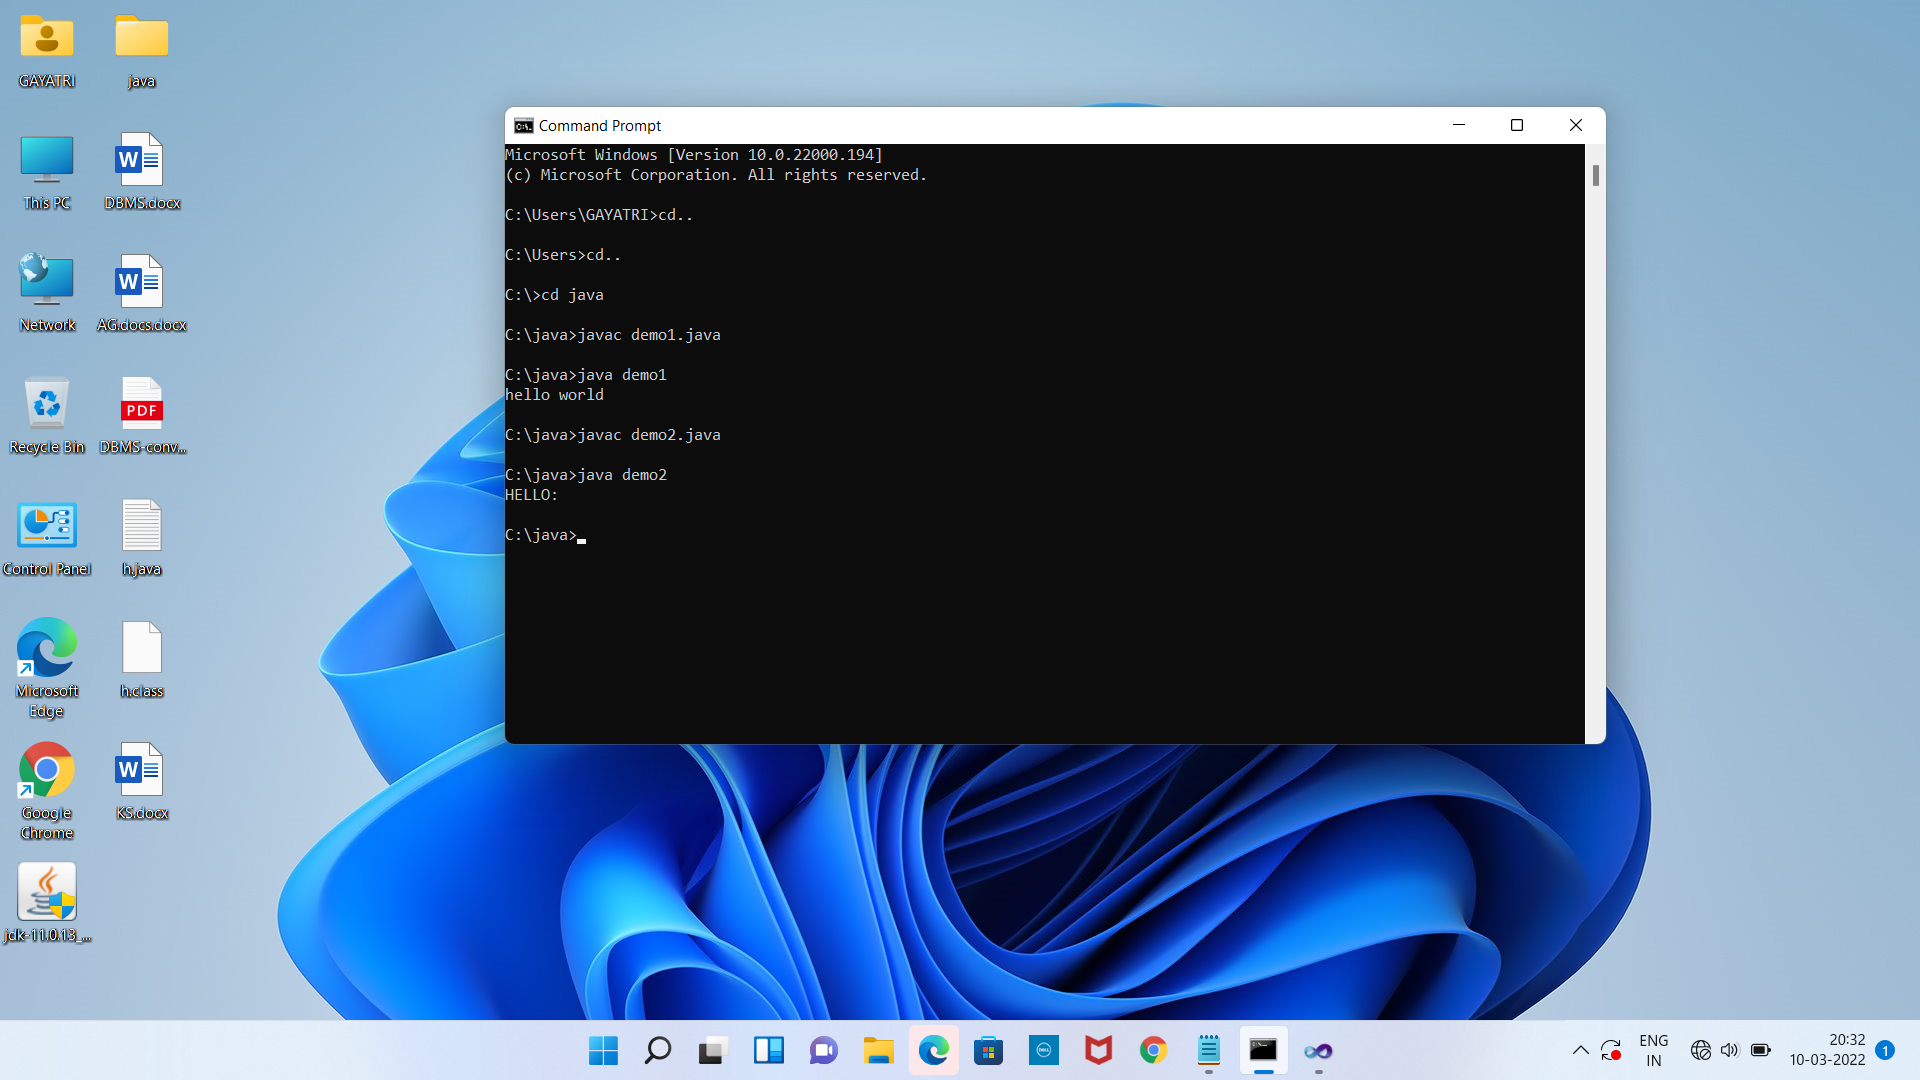 GAYATRI
java
This PC
DBMS.docx
Network
AG.docs.docx
Recycle Bin
PDF
DBMS-conv...
Control Panel
h.java
Microsoft
Edge
h.class
Google
Chrome
KS.docx
jdk-11.0.13_...
Command Prompt
Microsoft Windows [Version 10.0.22000.194]
(c) Microsoft Corporation. All rights reserved.
C:\Users\GAYATRI>cd..
C:\Users>cd..
C:\>cd java
C:\java>javac demo1.java
C:\java>java demo1
hello world
C:\java>javac demo2.java
C:\java>java demo2
HELLO:
C:\java>
ENG
IN
20:32
10-03-2022
1